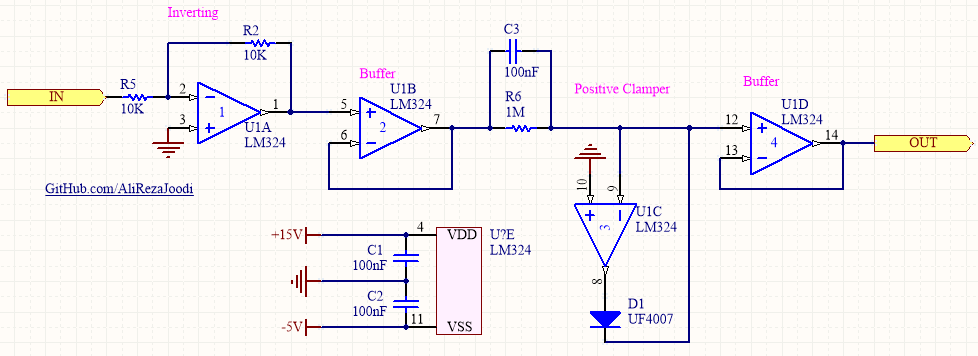 Inverting
R2
10K
C3
100nF
Buffer
U1B
LM324
R5
10K
IN
2
3
1
1
U1A
LM324
5
6
2
7
R6
1M
Positive Clamper
Buffer
U1D
LM324
12
13
4
14
OUT
GitHub.com/AliRezaJoodi
10
9
3
U1C
LM324
8
D1
UF4007
+15V
4
VDD
U?E
LM324
C1
100nF
C2
100nF
-5V
11
VSS